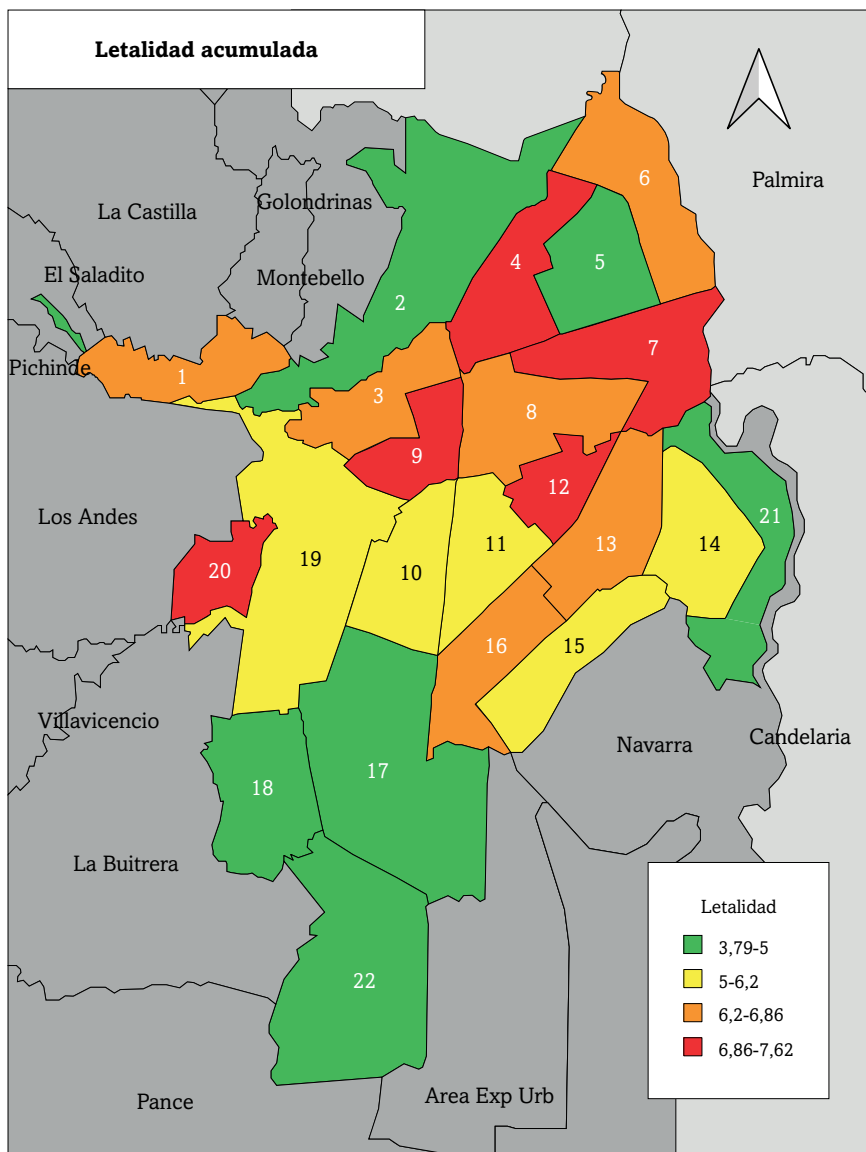 Letalidad acumulada
6
Palmira
Golondrinas
La Castilla
4
5
El Saladito
Montebello
2
7
Pichinde
1
3
8
9
12
Los Andes
21
11
13
14
19
10
20
16
15
Villavicencio
Navarra
Candelaria
17
18
La Buitrera
Letalidad
3,79-5
5-6,2
22
6,2-6,86
6,86-7,62
Area Exp Urb
Pance